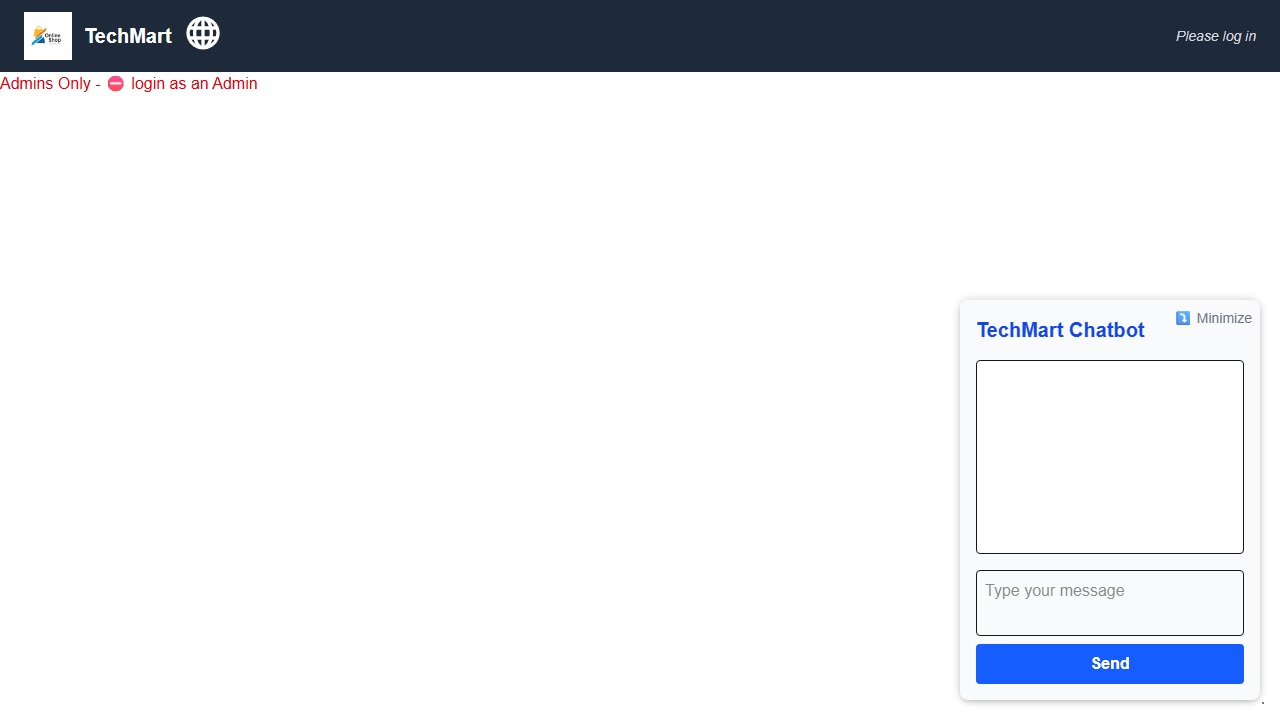 Online
Shop
TechMart
Please log in
Admins Only - ⛔ login as an Admin
⤵️ Minimize
TechMart Chatbot
Type your message
Send
.